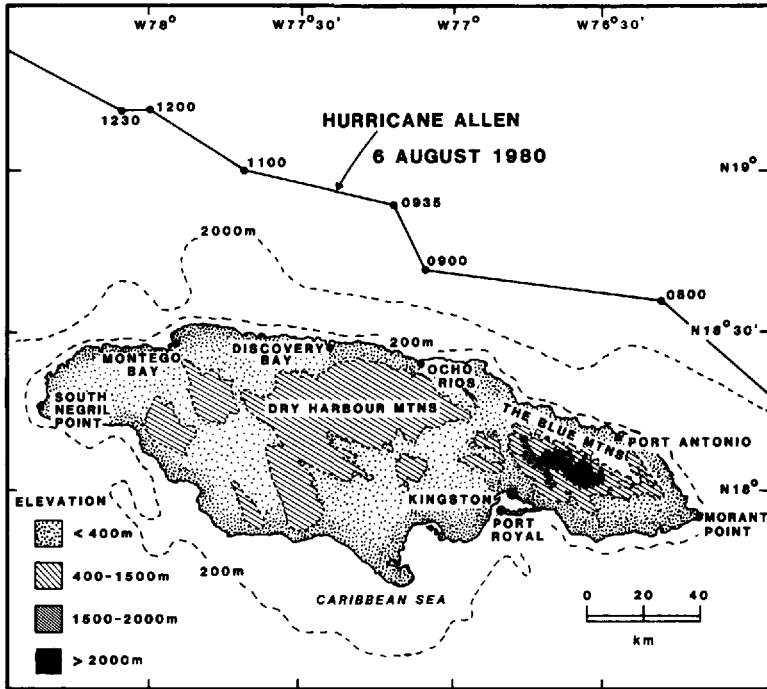 W78° W77°30' W77° W76°30'
1230
1200
HURRICANE ALLEN
6 AUGUST 1980
1100
N19°
0935
2000m
0900
0800
N18°30'
200m
MONTEGO
BAY
DISCOVERY
BAY
OCHO
RIOS
SOUTH
NEGRIL
POINT
DRY HARBOUR MTNS
THE BLUE MTNS
PORT ANTONIO
N18°
KINGSTON
PORT
ROYAL
MORANT
POINT
ELEVATION
<400m
400-1500m
1500-2000m
>2000m
200m
CARIBBEAN SEA
0 20 40
km